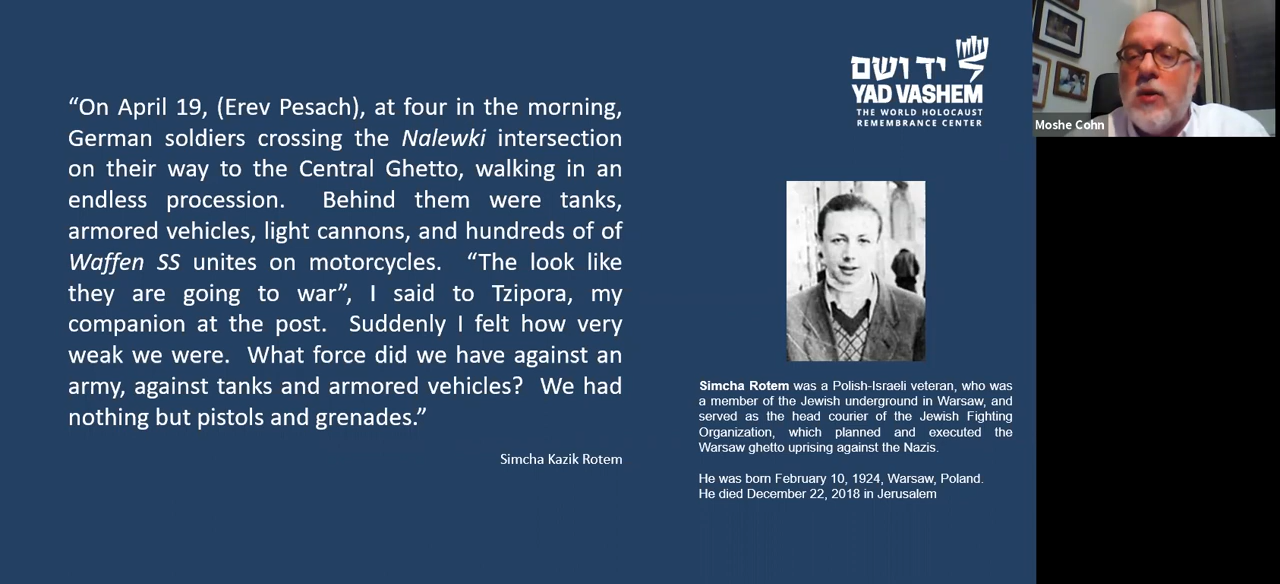 “On April 19, (Erev Pesach), at four in the morning,
German soldiers crossing the Nalewki intersection
on their way to the Central Ghetto, walking in an
endless procession. Behind them were tanks,
armored vehicles, light cannons, and hundreds of of
Waffen SS unites on motorcycles. “The look like
they are going to war”, I said to Tzipora, my
companion at the post. Suddenly I felt how very
weak we were. What force did we have against an
army, against tanks and armored vehicles? We had
nothing but pistols and grenades.”
Simcha Kazik Rotem
יד ושם
YAD VASHEM
THE WORLD HOLOCAUST
REMEMBRANCE CENTER
Simcha Rotem was a Polish-Israeli veteran, who was
a member of the Jewish underground in Warsaw, and
served as the head courier of the Jewish Fighting
Organization, which planned and executed the
Warsaw ghetto uprising against the Nazis.
He was born February 10, 1924, Warsaw, Poland.
He died December 22, 2018 in Jerusalem
Moshe Cohn